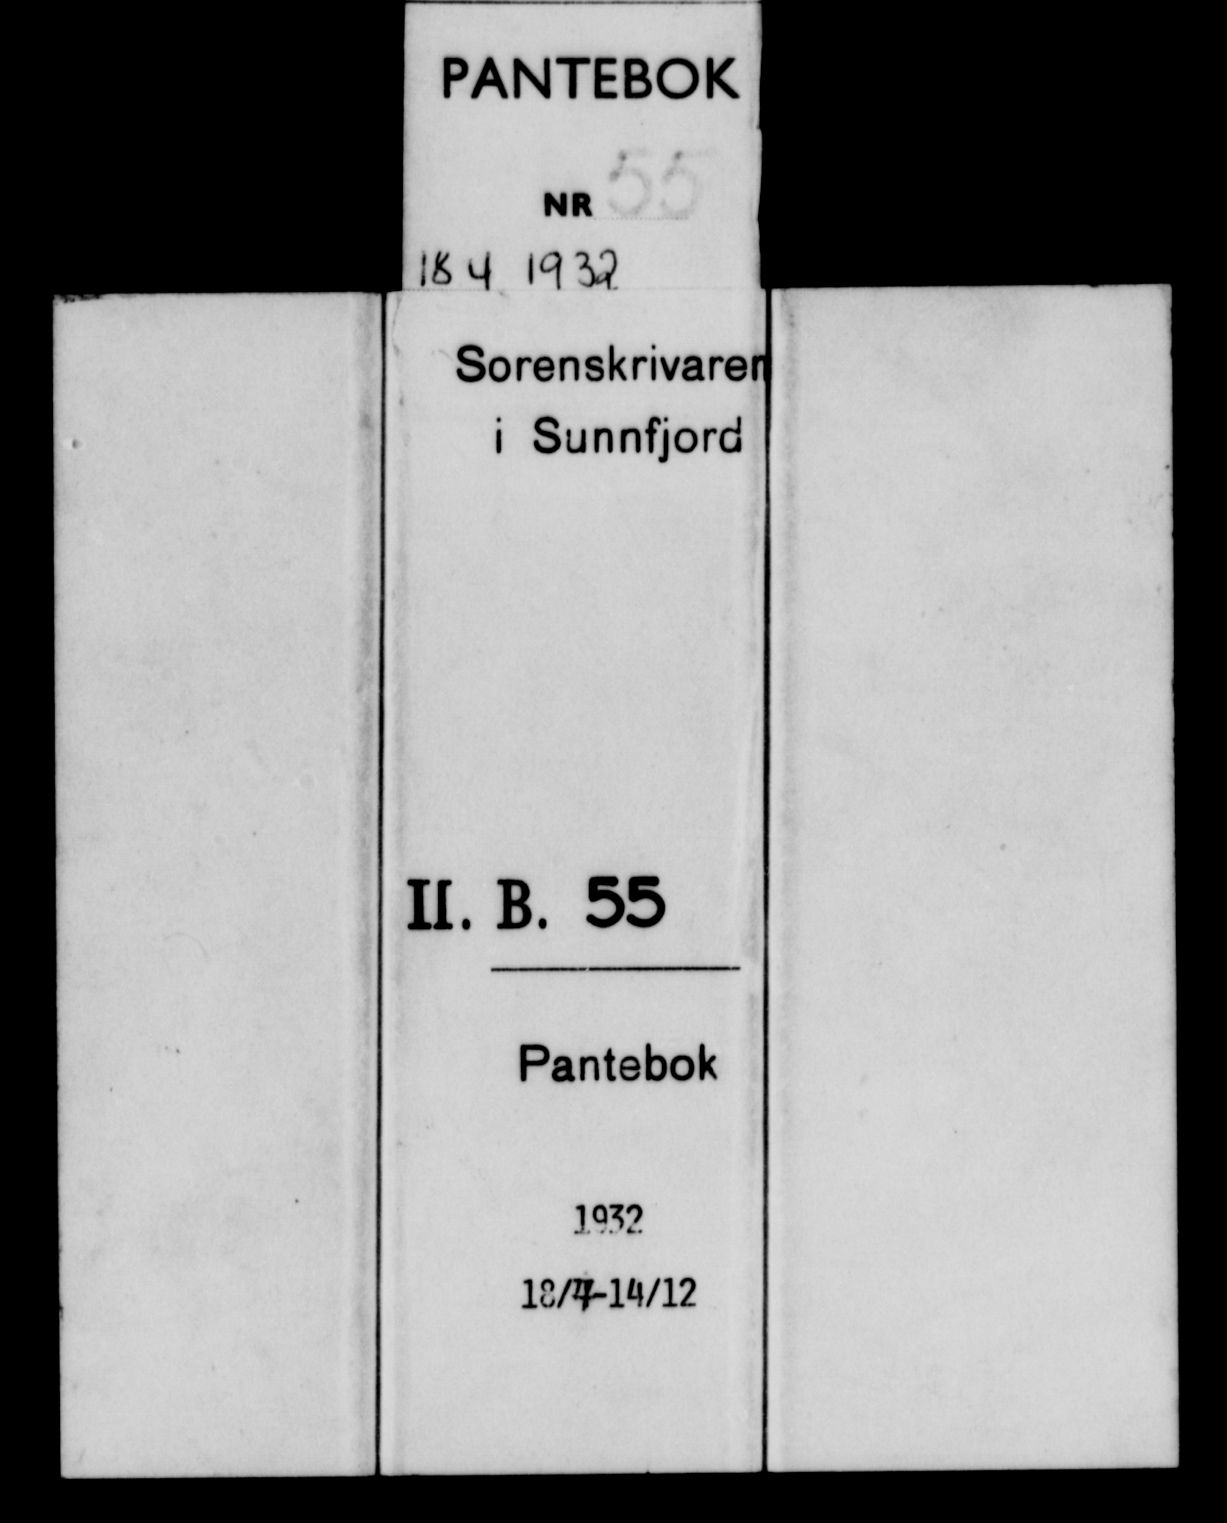 PANTEBOK
NR 55
18 4 1932
Sorenskrivaren
i Sunnfjord
II. B. 55
Pantebok
1932
18/4-14/12